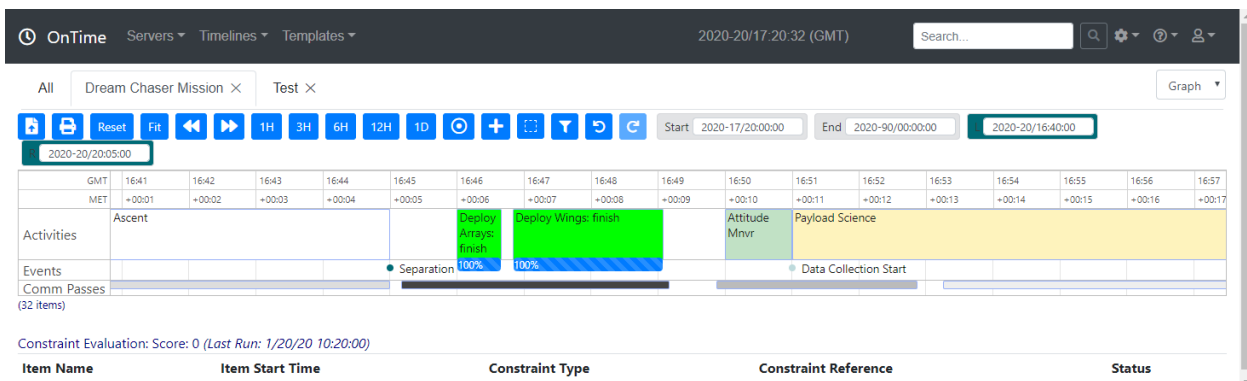 OnTime Servers Timelines Templates 2020-20/17:20:32 (GMT) Search...
All Dream Chaser Mission × Test × Graph
Reset Fit 1H 3H 6H 12H 1D Start 2020-17/20:00:00 End 2020-90/00:00:00 L 2020-20/16:40:00
R 2020-20/20:05:00
GMT 16:41 16:42 16:43 16:44 16:45 16:46 16:47 16:48 16:49 16:50 16:51 16:52 16:53 16:54 16:55 16:56 16:57
MET +00:01 +00:02 +00:03 +00:04 +00:05 +00:06 +00:07 +00:08 +00:09 +00:10 +00:11 +00:12 +00:13 +00:14 +00:15 +00:16 +00:17
Ascent Deploy Deploy Wings: finish Attitude Payload Science
Activities Arrays: Mnvr
finish
Events Separation 100% 100% Data Collection Start
Comm Passes
(32 items)
Constraint Evaluation: Score: 0 (Last Run: 1/20/20 10:20:00)
Item Name Item Start Time Constraint Type Constraint Reference Status